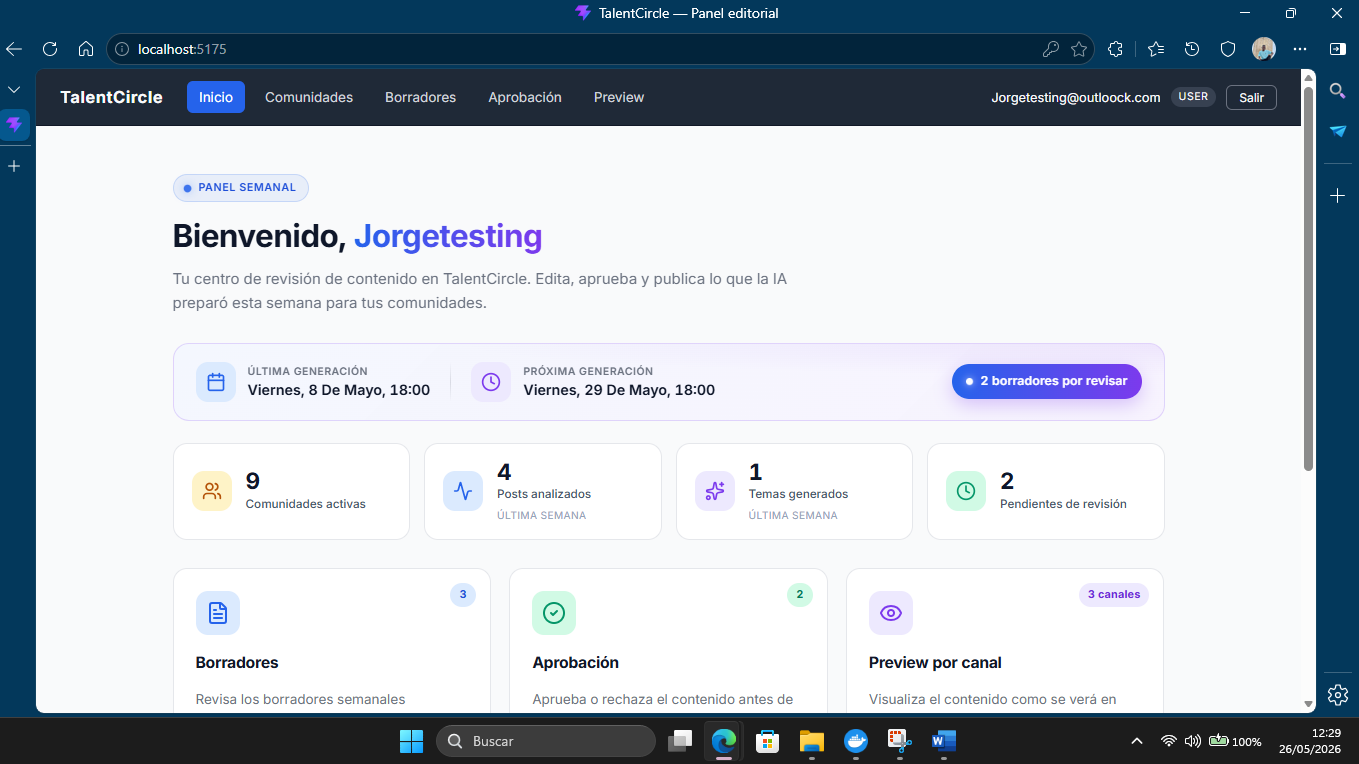 TalentCircle — Panel editorial
localhost:5175
TalentCircle
Inicio
Comunidades
Borradores
Aprobación
Preview
Jorgetesting@outloock.com
USER
Salir
PANEL SEMANAL
Bienvenido, Jorgetesting
Tu centro de revisión de contenido en TalentCircle. Edita, aprueba y publica lo que la IA
preparó esta semana para tus comunidades.
ÚLTIMA GENERACIÓN
Viernes, 8 De Mayo, 18:00
PRÓXIMA GENERACIÓN
Viernes, 29 De Mayo, 18:00
2 borradores por revisar
9
Comunidades activas
4
Posts analizados
ÚLTIMA SEMANA
1
Temas generados
ÚLTIMA SEMANA
2
Pendientes de revisión
3
Borradores
Revisa los borradores semanales
2
Aprobación
Aprueba o rechaza el contenido antes de
3 canales
Preview por canal
Visualiza el contenido como se verá en
Buscar
W
100%
12:29
26/05/2026